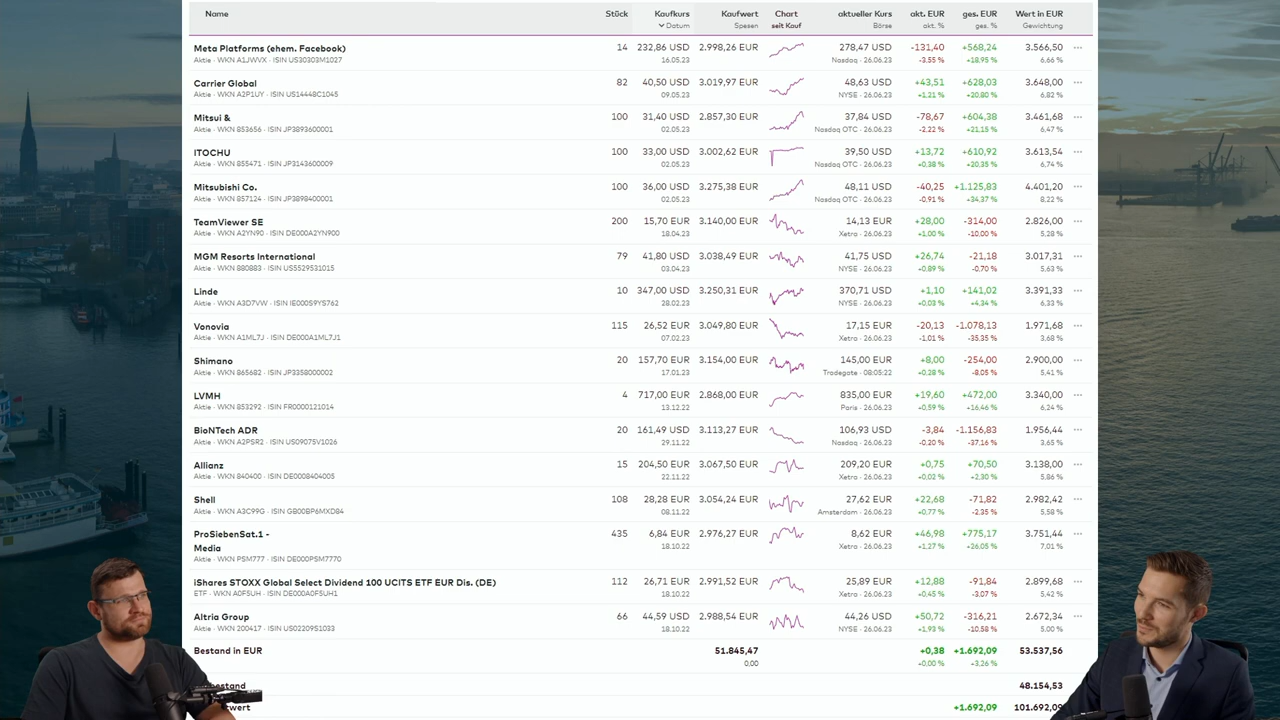 Name Stück Kaufkurs Kaufwert Chart aktueller Kurs akt. EUR ges. EUR Wert in EUR
Datum Spesen seit Kauf Börse akt. % ges. % Gewichtung
Meta Platforms (ehem. Facebook) 14 232,86 USD 2.998,26 EUR 278,47 USD -131,40 +568,24 3.566,50
Aktie · WKN A1JWVX · ISIN US30303M1027 16.05.23 Nasdaq · 26.06.23 -3,55 % +18,95 % 6,66 %
Carrier Global 82 40,50 USD 3.019,97 EUR 48,63 USD +43,51 +628,03 3.648,00
Aktie · WKN A2P1UY · ISIN US14448C1045 09.05.23 NYSE · 26.06.23 +1,21 % +20,80 % 6,82 %
Mitsui & 100 31,40 USD 2.857,30 EUR 37,84 USD -78,67 +604,38 3.461,68
Aktie · WKN 853656 · ISIN JP3893600001 02.05.23 Nasdaq OTC · 26.06.23 -2,22 % +21,15 % 6,47 %
ITOCHU 100 33,00 USD 3.002,62 EUR 39,50 USD +13,72 +610,92 3.613,54
Aktie · WKN 855471 · ISIN JP3143600009 02.05.23 Nasdaq OTC · 26.06.23 +0,38 % +20,35 % 6,74 %
Mitsubishi Co. 100 36,00 USD 3.275,38 EUR 48,11 USD -40,25 +1.125,83 4.401,20
Aktie · WKN 857124 · ISIN JP3898400001 02.05.23 Nasdaq OTC · 26.06.23 -0,91 % +34,37 % 8,22 %
TeamViewer SE 200 15,70 EUR 3.140,00 EUR 14,13 EUR +28,00 -314,00 2.826,00
Aktie · WKN A2YN90 · ISIN DE000A2YN900 18.04.23 Xetra · 26.06.23 +1,00 % -10,00 % 5,28 %
MGM Resorts International 79 41,80 USD 3.038,49 EUR 41,75 USD +26,74 -21,18 3.017,31
Aktie · WKN 880883 · ISIN US5529531015 03.04.23 NYSE · 26.06.23 +0,89 % -0,70 % 5,63 %
Linde 10 347,00 USD 3.250,31 EUR 370,71 USD +1,10 +141,02 3.391,33
Aktie · WKN A3D7VW · ISIN IE000S9YS762 28.02.23 NYSE · 26.06.23 +0,03 % +4,34 % 6,33 %
Vonovia 115 26,52 EUR 3.049,80 EUR 17,15 EUR -20,13 -1.078,13 1.971,68
Aktie · WKN A1ML7J · ISIN DE000A1ML7J1 07.02.23 Xetra · 26.06.23 -1,01 % -35,35 % 3,68 %
Shimano 20 157,70 EUR 3.154,00 EUR 145,00 EUR +8,00 -254,00 2.900,00
Aktie · WKN 865682 · ISIN JP3358000002 17.01.23 Tradegate · 08:05:22 +0,28 % -8,05 % 5,41 %
LVMH 4 717,00 EUR 2.868,00 EUR 835,00 EUR +19,60 +472,00 3.340,00
Aktie · WKN 853292 · ISIN FR0000121014 13.12.22 Paris · 26.06.23 +0,59 % +16,46 % 6,24 %
BioNTech ADR 20 161,49 USD 3.113,27 EUR 106,93 USD -3,84 -1.156,83 1.956,44
Aktie · WKN A2PSR2 · ISIN US09075V1026 29.11.22 Nasdaq · 26.06.23 -0,20 % -37,16 % 3,65 %
Allianz 15 204,50 EUR 3.067,50 EUR 209,20 EUR +0,75 +70,50 3.138,00
Aktie · WKN 840400 · ISIN DE0008404005 22.11.22 Xetra · 26.06.23 +0,02 % +2,30 % 5,86 %
Shell 108 28,28 EUR 3.054,24 EUR 27,62 EUR +22,68 -71,82 2.982,42
Aktie · WKN A3C99G · ISIN GB00BP6MXD84 08.11.22 Amsterdam · 26.06.23 +0,77 % -2,35 % 5,58 %
ProSiebenSat.1 - 435 6,84 EUR 2.976,27 EUR 8,62 EUR +46,98 +775,17 3.751,44
Media 18.10.22 Xetra · 26.06.23 +1,27 % +26,05 % 7,01 %
Aktie · WKN PSM777 · ISIN DE000PSM7770
iShares STOXX Global Select Dividend 100 UCITS ETF EUR Dis. (DE) 112 26,71 EUR 2.991,52 EUR 25,89 EUR +12,88 -91,84 2.899,68
ETF · WKN A0F5UH · ISIN DE000A0F5UH1 18.10.22 Xetra · 26.06.23 +0,45 % -3,07 % 5,42 %
Altria Group 66 44,59 USD 2.988,54 EUR 44,26 USD +50,72 -316,21 2.672,34
Aktie · WKN 200417 · ISIN US02209S1033 18.10.22 NYSE · 26.06.23 +1,93 % -10,58 % 5,00 %
Bestand in EUR 51.845,47 +0,38 +1.692,09 53.537,56
0,00 +0,00 % +3,26 %
bestand 48.154,53
wert +1.692,09 101.692,09